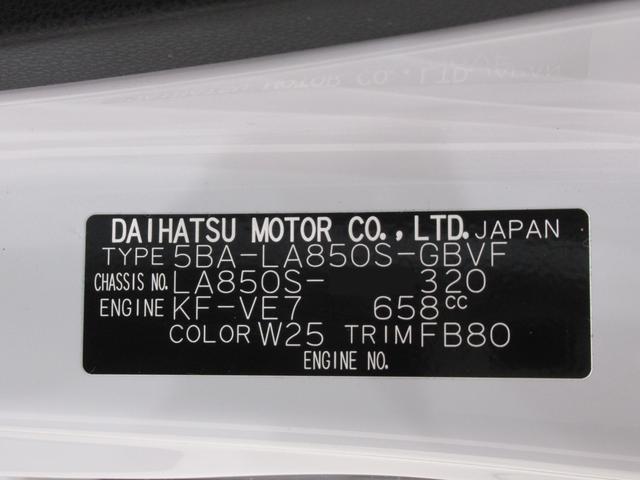 DAIHATSU MOTOR CO., LTD. JAPAN
TYPE 5BA-LA850S-GBVF
CHASSIS NO. LA850S- 320
ENGINE KF-VE7 658cc
COLOR W25 TRIM FB80
ENGINE NO.